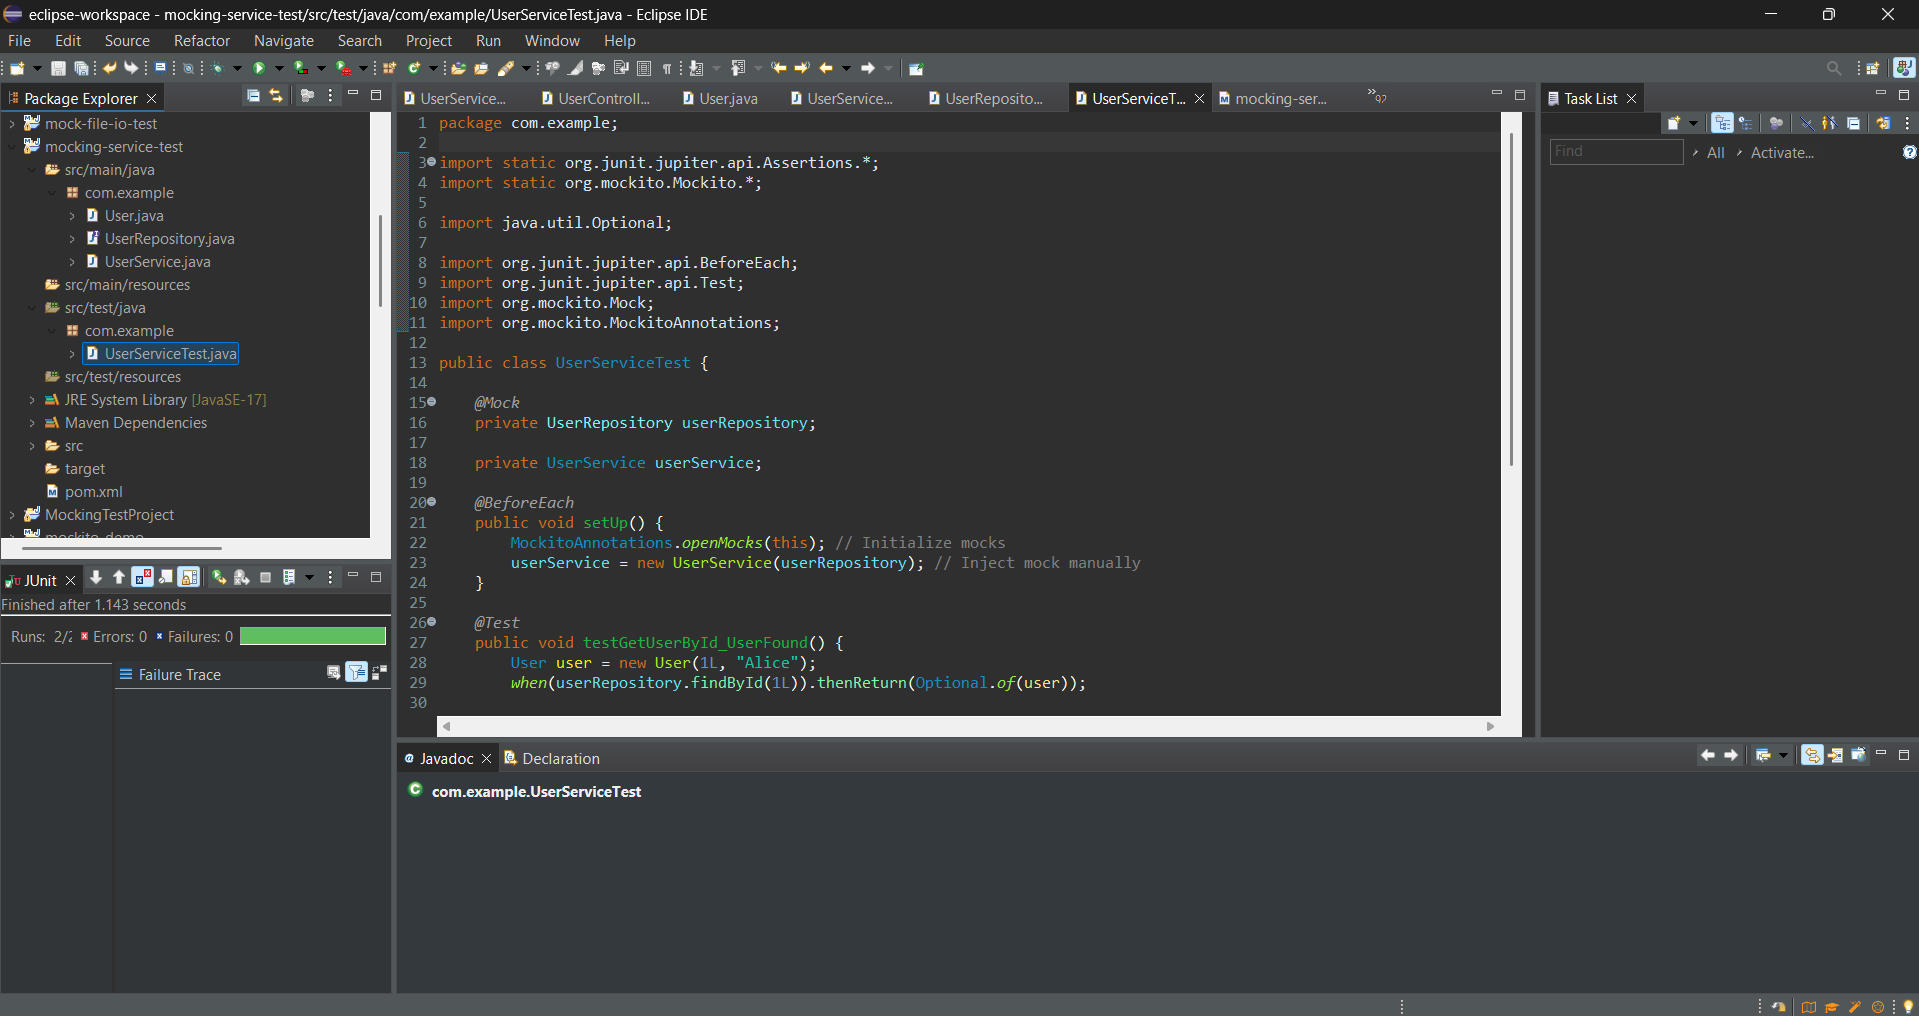 eclipse-workspace - mocking-service-test/src/test/java/com/example/UserServiceTest.java - Eclipse IDE
File Edit Source Refactor Navigate Search Project Run Window Help
Package Explorer
mock-file-io-test
mocking-service-test
src/main/java
com.example
User.java
UserRepository.java
UserService.java
src/main/resources
src/test/java
com.example
UserServiceTest.java
src/test/resources
JRE System Library [JavaSE-17]
Maven Dependencies
src
target
pom.xml
MockingTestProject
mockito-demo
JUnit
Finished after 1.143 seconds
Runs: 2/2 Errors: 0 Failures: 0
Failure Trace
UserService... UserControll... User.java UserService... UserReposito... UserServiceT... mocking-ser... »97
1 package com.example;
2
3 import static org.junit.jupiter.api.Assertions.*;
4 import static org.mockito.Mockito.*;
5
6 import java.util.Optional;
7
8 import org.junit.jupiter.api.BeforeEach;
9 import org.junit.jupiter.api.Test;
10 import org.mockito.Mock;
11 import org.mockito.MockitoAnnotations;
12
13 public class UserServiceTest {
14
15 @Mock
16 private UserRepository userRepository;
17
18 private UserService userService;
19
20 @BeforeEach
21 public void setUp() {
22 MockitoAnnotations.openMocks(this); // Initialize mocks
23 userService = new UserService(userRepository); // Inject mock manually
24 }
25
26 @Test
27 public void testGetUserById_UserFound() {
28 User user = new User(1L, "Alice");
29 when(userRepository.findById(1L)).thenReturn(Optional.of(user));
30
Javadoc Declaration
com.example.UserServiceTest
Task List
Find All Activate...